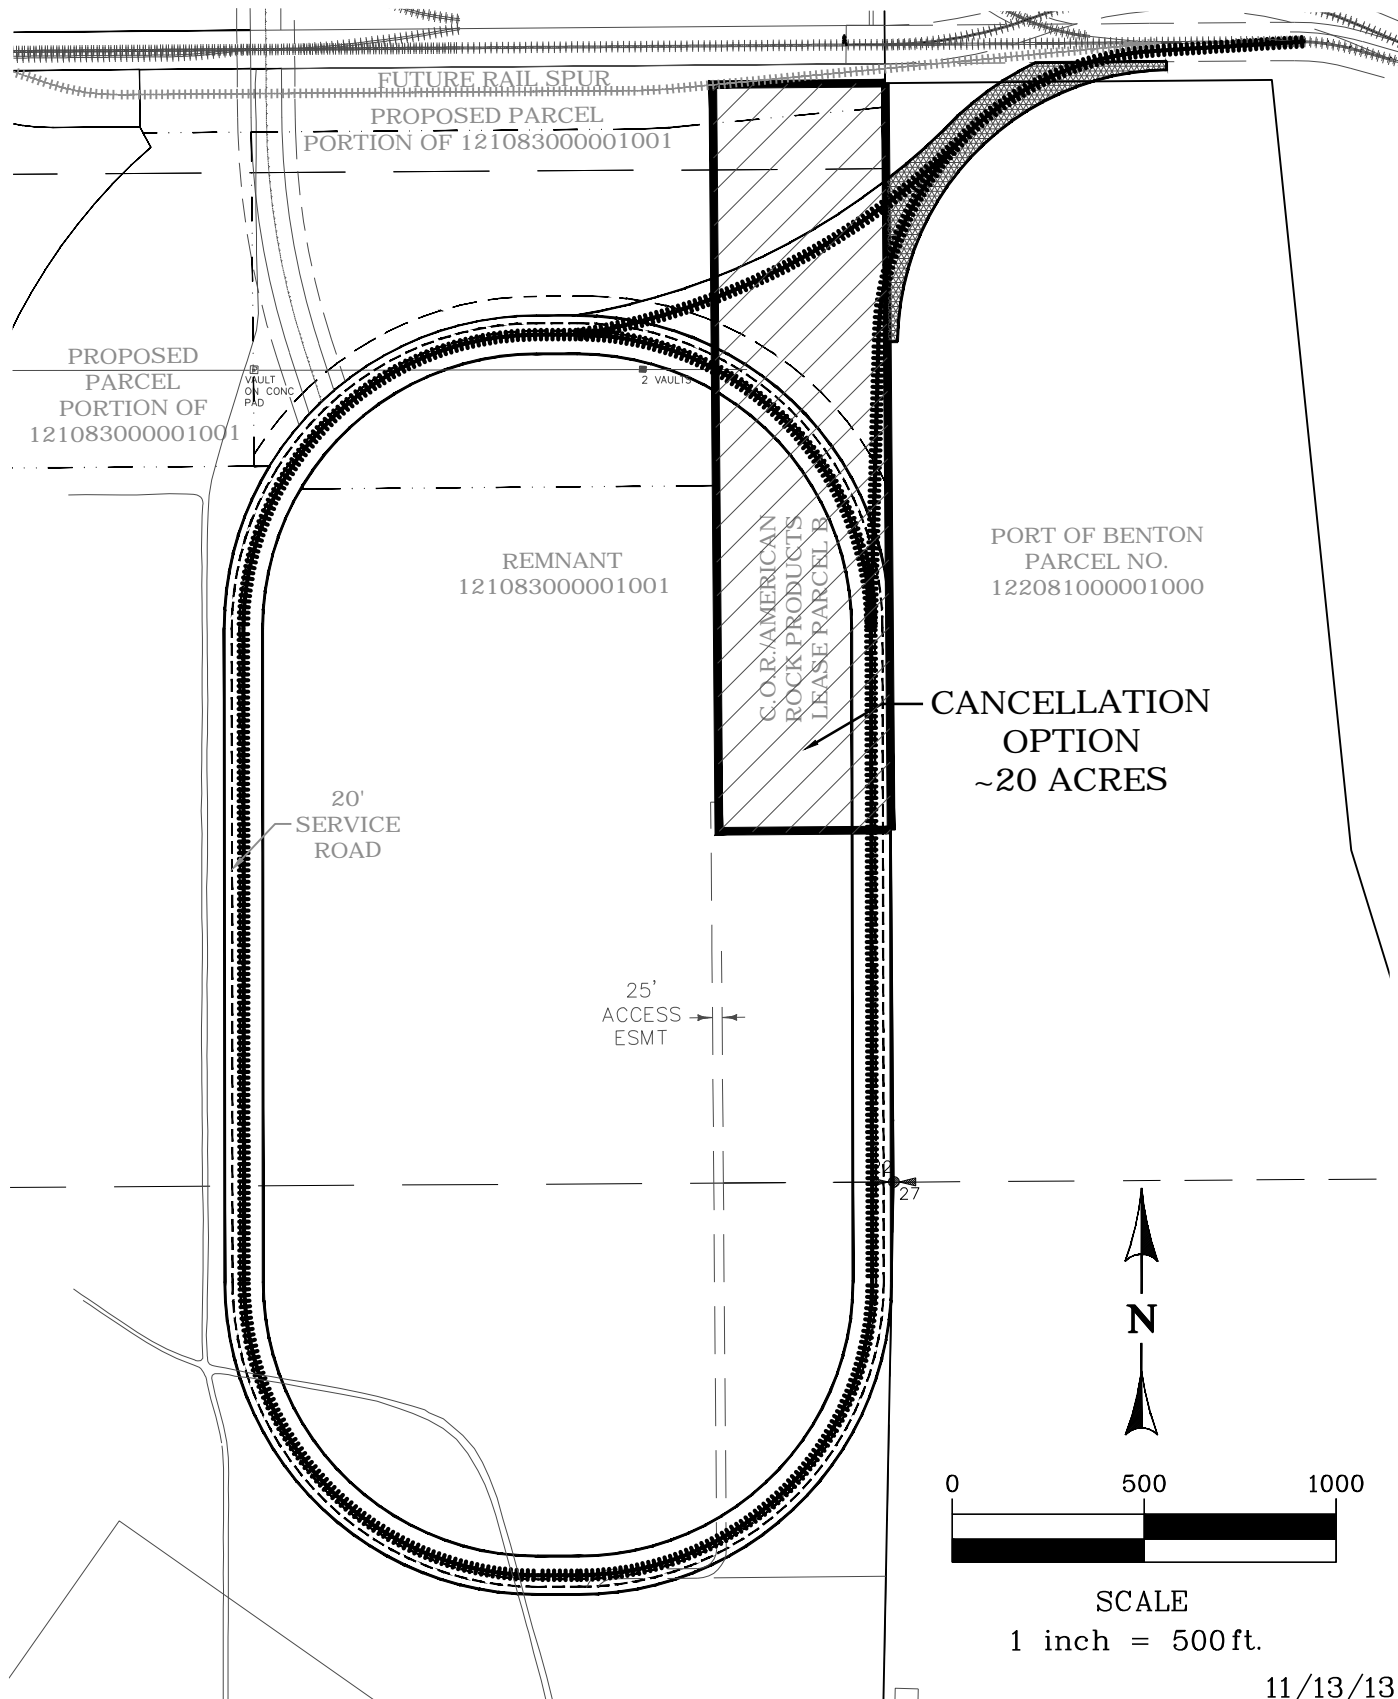 FUTURE RAIL SPUR
PROPOSED PARCEL
PORTION OF 121083000001001
PROPOSED
PARCEL
PORTION OF
121083000001001
VAULT
ON CONC
PAD
2 VAULTS
REMNANT
121083000001001
C.O.R./AMERICAN
ROCK PRODUCTS
LEASE PARCEL B
PORT OF BENTON
PARCEL NO.
122081000001000
CANCELLATION
OPTION
~20 ACRES
20'
SERVICE
ROAD
25'
ACCESS
ESMT
27
N
0 500 1000
SCALE
1 inch = 500 ft.
11/13/13